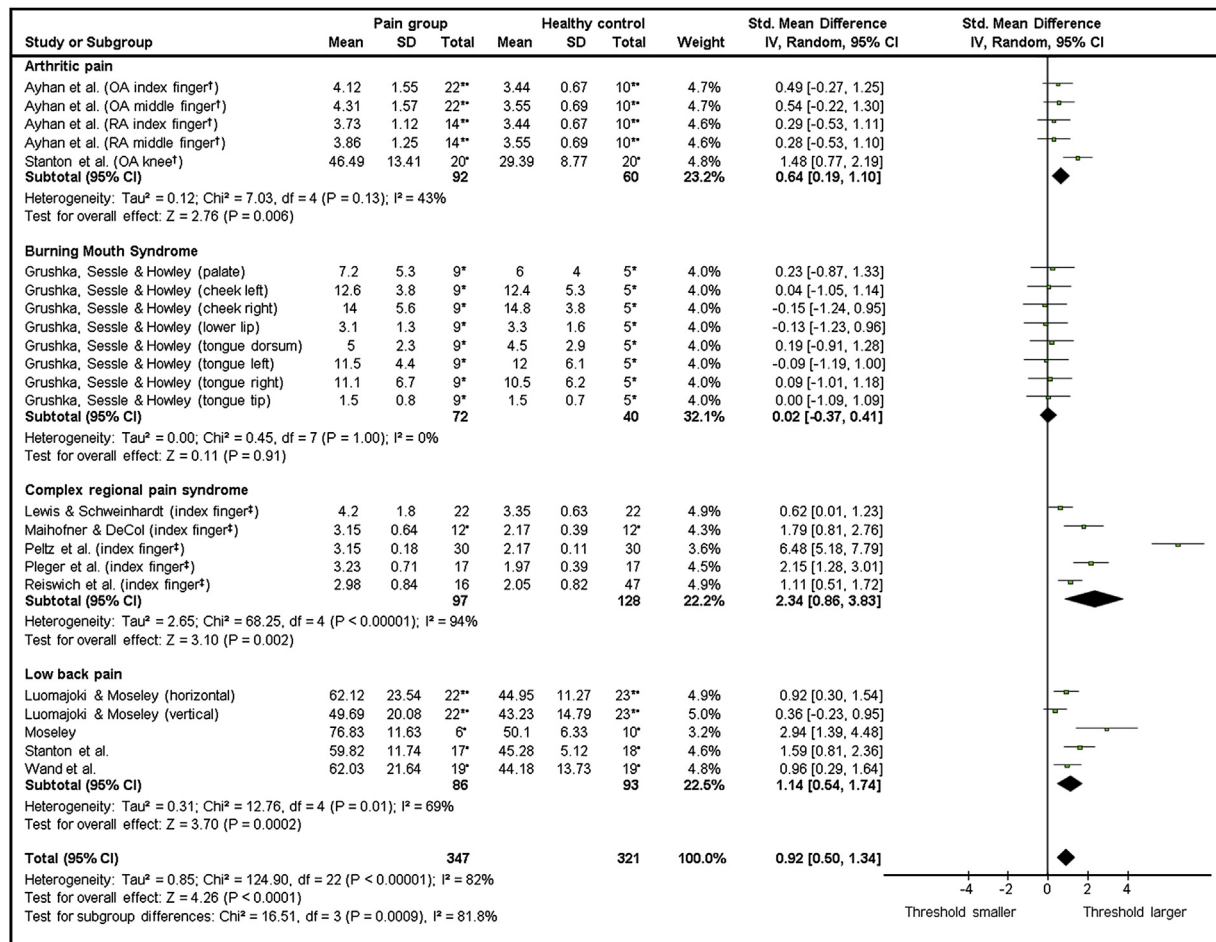 Pain group Healthy control Std. Mean Difference Std. Mean Difference
Study or Subgroup Mean SD Total Mean SD Total Weight IV, Random, 95% CI IV, Random, 95% CI
Arthritic pain
Ayhan et al. (OA index finger†) 4.12 1.55 22** 3.44 0.67 10** 4.7% 0.49 [-0.27, 1.25]
Ayhan et al. (OA middle finger†) 4.31 1.57 22** 3.55 0.69 10** 4.7% 0.54 [-0.22, 1.30]
Ayhan et al. (RA index finger†) 3.73 1.12 14** 3.44 0.67 10** 4.6% 0.29 [-0.53, 1.11]
Ayhan et al. (RA middle finger†) 3.86 1.25 14** 3.55 0.69 10** 4.6% 0.28 [-0.53, 1.10]
Stanton et al. (OA knee†) 46.49 13.41 20* 29.39 8.77 20* 4.8% 1.48 [0.77, 2.19]
Subtotal (95% CI) 92 60 23.2% 0.64 [0.19, 1.10]
Heterogeneity: Tau² = 0.12; Chi² = 7.03, df = 4 (P = 0.13); I² = 43%
Test for overall effect: Z = 2.76 (P = 0.006)
Burning Mouth Syndrome
Grushka, Sessle & Howley (palate) 7.2 5.3 9* 6 4 5* 4.0% 0.23 [-0.87, 1.33]
Grushka, Sessle & Howley (cheek left) 12.6 3.8 9* 12.4 5.3 5* 4.0% 0.04 [-1.05, 1.14]
Grushka, Sessle & Howley (cheek right) 14 5.6 9* 14.8 3.8 5* 4.0% -0.15 [-1.24, 0.95]
Grushka, Sessle & Howley (lower lip) 3.1 1.3 9* 3.3 1.6 5* 4.0% -0.13 [-1.23, 0.96]
Grushka, Sessle & Howley (tongue dorsum) 5 2.3 9* 4.5 2.9 5* 4.0% 0.19 [-0.91, 1.28]
Grushka, Sessle & Howley (tongue left) 11.5 4.4 9* 12 6.1 5* 4.0% -0.09 [-1.19, 1.00]
Grushka, Sessle & Howley (tongue right) 11.1 6.7 9* 10.5 6.2 5* 4.0% 0.09 [-1.01, 1.18]
Grushka, Sessle & Howley (tongue tip) 1.5 0.8 9* 1.5 0.7 5* 4.0% 0.00 [-1.09, 1.09]
Subtotal (95% CI) 72 40 32.1% 0.02 [-0.37, 0.41]
Heterogeneity: Tau² = 0.00; Chi² = 0.45, df = 7 (P = 1.00); I² = 0%
Test for overall effect: Z = 0.11 (P = 0.91)
Complex regional pain syndrome
Lewis & Schweinhardt (index finger‡) 4.2 1.8 22 3.35 0.63 22 4.9% 0.62 [0.01, 1.23]
Maihofner & DeCol (index finger‡) 3.15 0.64 12* 2.17 0.39 12* 4.3% 1.79 [0.81, 2.76]
Peltz et al. (index finger‡) 3.15 0.18 30 2.17 0.11 30 3.6% 6.48 [5.18, 7.79]
Pleger et al. (index finger‡) 3.23 0.71 17 1.97 0.39 17 4.5% 2.15 [1.28, 3.01]
Reiswich et al. (index finger‡) 2.98 0.84 16 2.05 0.82 47 4.9% 1.11 [0.51, 1.72]
Subtotal (95% CI) 97 128 22.2% 2.34 [0.86, 3.83]
Heterogeneity: Tau² = 2.65; Chi² = 68.25, df = 4 (P < 0.00001); I² = 94%
Test for overall effect: Z = 3.10 (P = 0.002)
Low back pain
Luomajoki & Moseley (horizontal) 62.12 23.54 22** 44.95 11.27 23** 4.9% 0.92 [0.30, 1.54]
Luomajoki & Moseley (vertical) 49.69 20.08 22** 43.23 14.79 23** 5.0% 0.36 [-0.23, 0.95]
Moseley 76.83 11.63 6* 50.1 6.33 10* 3.2% 2.94 [1.39, 4.48]
Stanton et al. 59.82 11.74 17* 45.28 5.12 18* 4.6% 1.59 [0.81, 2.36]
Wand et al. 62.03 21.64 19* 44.18 13.73 19* 4.8% 0.96 [0.29, 1.64]
Subtotal (95% CI) 86 93 22.5% 1.14 [0.54, 1.74]
Heterogeneity: Tau² = 0.31; Chi² = 12.76, df = 4 (P = 0.01); I² = 69%
Test for overall effect: Z = 3.70 (P = 0.0002)
Total (95% CI) 347 321 100.0% 0.92 [0.50, 1.34]
Heterogeneity: Tau² = 0.85; Chi² = 124.90, df = 22 (P < 0.00001); I² = 82%
Test for overall effect: Z = 4.26 (P < 0.0001)
Test for subgroup differences: Chi² = 16.51, df = 3 (P = 0.0009), I² = 81.8%
-4 -2 0 2 4
Threshold smaller Threshold larger